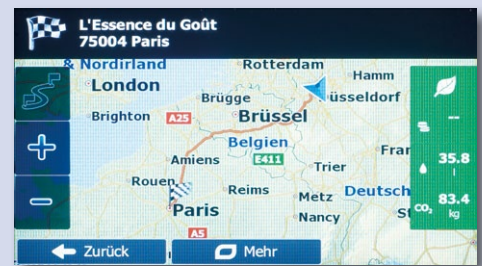 L'Essence du Goût
75004 Paris
& Nordirland
Rotterdam
Hamm
London
Brügge
üsseldorf
Brighton
A25
Brüssel
--
Belgien
Amiens
E411
Trier
Fran
35.8
l
Rouen
Reims
Metz
Deutsch
Paris
Nancy
St
CO₂
83.4
kg
A5
Zurück
Mehr